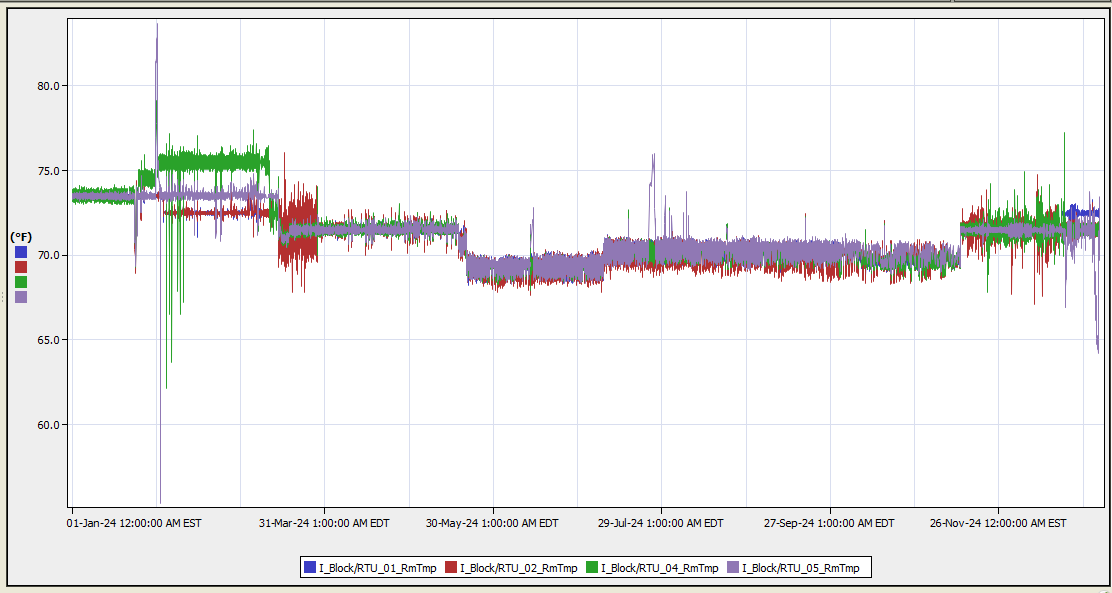 80.0
75.0
(°F)
70.0
65.0
60.0
01-Jan-24 12:00:00 AM EST
31-Mar-24 1:00:00 AM EDT
30-May-24 1:00:00 AM EDT
29-Jul-24 1:00:00 AM EDT
27-Sep-24 1:00:00 AM EDT
26-Nov-24 12:00:00 AM EST
I_Block/RTU_01_RmTmp
I_Block/RTU_02_RmTmp
I_Block/RTU_04_RmTmp
I_Block/RTU_05_RmTmp